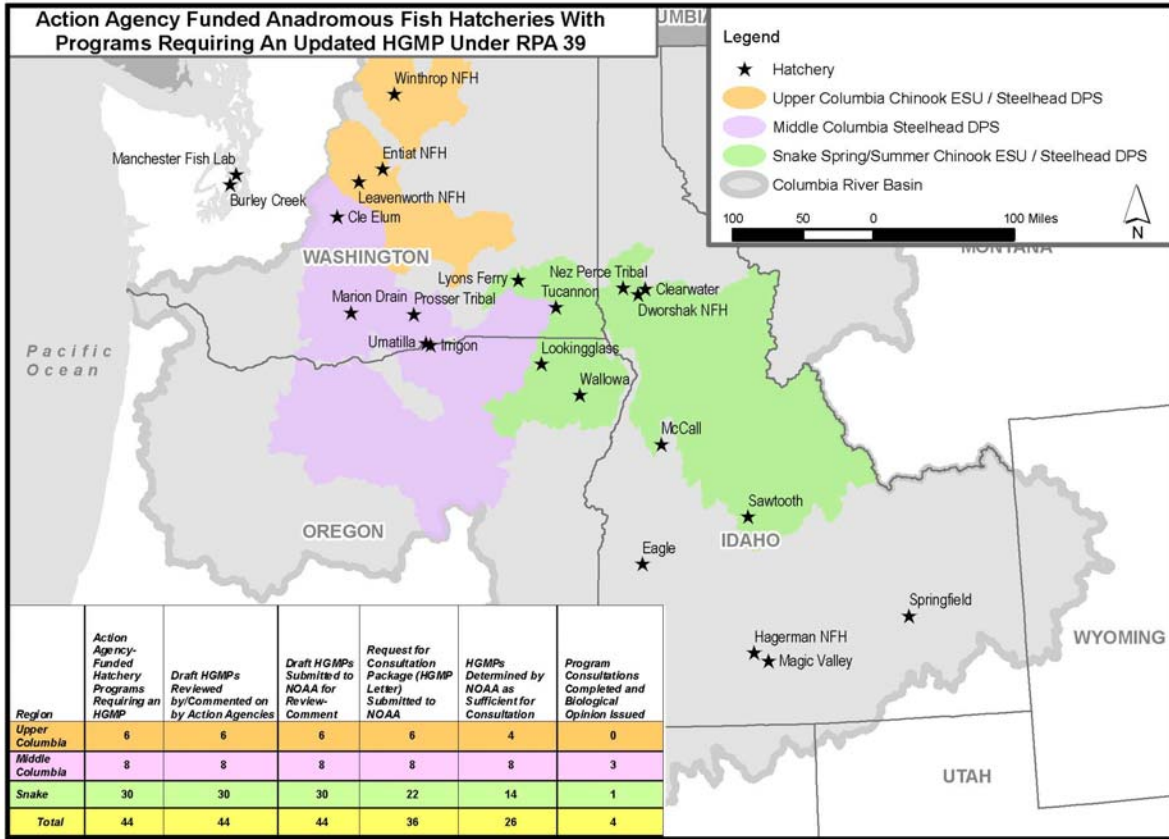 Action Agency Funded Anadromous Fish Hatcheries With
Programs Requiring An Updated HGMP Under RPA 39
UMBIA
Legend
Hatchery
Upper Columbia Chinook ESU / Steelhead DPS
Middle Columbia Steelhead DPS
Snake Spring/Summer Chinook ESU / Steelhead DPS
Columbia River Basin
100 50 0 100 Miles
N
MONTANA
Winthrop NFH
Entiat NFH
Manchester Fish Lab
Burley Creek
Leavenworth NFH
Cle Elum
WASHINGTON
Lyons Ferry
Nez Perce Tribal
Clearwater
Tucannon
Dworshak NFH
Marion Drain
Prosser Tribal
Umatilla
Irrigon
Pacific
Ocean
Lookingglass
Wallowa
McCall
Sawtooth
OREGON
IDAHO
Eagle
Springfield
Hagerman NFH
Magic Valley
WYOMING
UTAH
Region
Action
Agency-
Funded
Hatchery
Programs
Requiring an
HGMP
Draft HGMPs
Reviewed
by/Commented on
by Action Agencies
Draft HGMPs
Submitted to
NOAA for
Review-
Comment
Request for
Consultation
Package (HGMP
Letter)
Submitted to
NOAA
HGMPs
Determined by
NOAA as
Sufficient for
Consultation
Program
Consultations
Completed and
Biological
Opinion Issued
Upper
Columbia
6 6 6 6 4 0
Middle
Columbia
8 8 8 8 8 3
Snake 30 30 30 22 14 1
Total 44 44 44 36 26 4